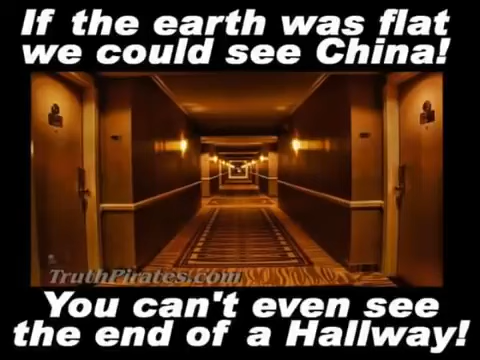 If the earth was flat
we could see China!
TruthPirates.com
You can't even see
the end of a Hallway!